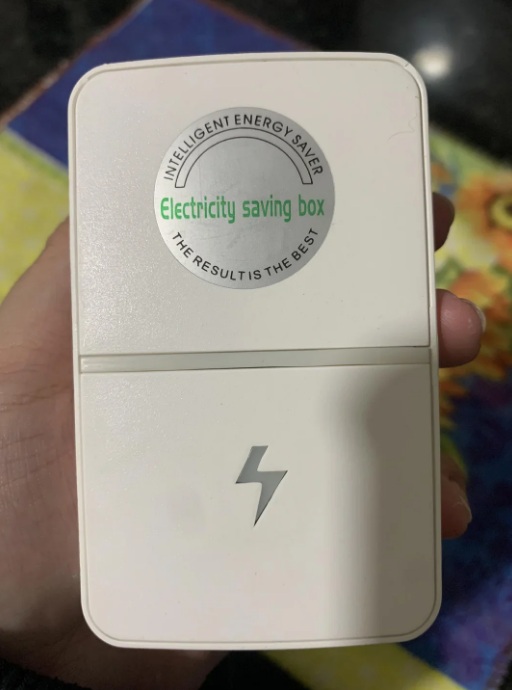 INTELLIGENT ENERGY SAVER
Electricity saving box
THE RESULT IS THE BEST